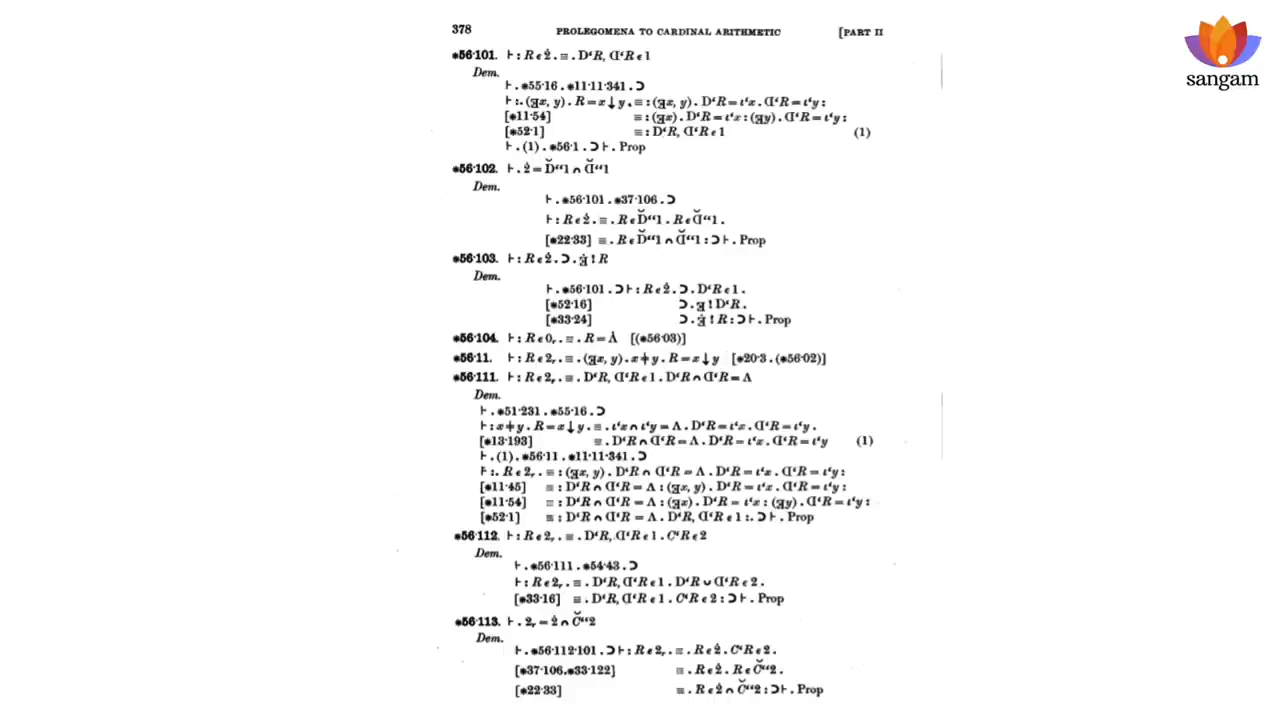 378 PROLEGOMENA TO CARDINAL ARITHMETIC [PART II
sangam
∗56·101. ⊢ : R ϵ 2̇ . ≡ . D‘R, ᗡ‘R ϵ 1
Dem.
⊢ . ∗55·16 . ∗11·11·341 . ⊃
⊢ :. (ƎX, y) . R = x ↓ y . ≡ : (Ǝx, y) . D‘R = ι‘x . ᗡ‘R = ι‘y :
[∗11·54] ≡ : (Ǝx) . D‘R = ι‘x : (Ǝy) . ᗡ‘R = ι‘y :
[∗52·1] ≡ : D‘R, ᗡ‘R ϵ 1 (1)
⊢ . (1) . ∗56·1 . ⊃ ⊢ . Prop
∗56·102. ⊢ . 2̇ = D̆“1 ∩ ᗡ̆“1
Dem.
⊢ . ∗56·101 . ∗37·106 . ⊃
⊢ : R ϵ 2̇ . ≡ . R ϵ D̆“1 . R ϵ ᗡ̆“1 .
[∗22·33] ≡ . R ϵ D̆“1 ∩ ᗡ̆“1 : ⊃ ⊢ . Prop
∗56·103. ⊢ : R ϵ 2̇ . ⊃ . Ǝ̇ ! R
Dem.
⊢ . ∗56·101 . ⊃ ⊢ : R ϵ 2̇ . ⊃ . D‘R ϵ 1 .
[∗52·16] ⊃ . Ǝ ! D‘R .
[∗33·24] ⊃ . Ǝ̇ ! R : ⊃ ⊢ . Prop
∗56·104. ⊢ : R ϵ 0ᵣ . ≡ . R = Λ̇ [(∗56·03)]
∗56·11. ⊢ : R ϵ 2ᵣ . ≡ . (Ǝx, y) . x ≠ y . R = x ↓ y [∗20·3 . (∗56·02)]
∗56·111. ⊢ : R ϵ 2ᵣ . ≡ . D‘R, ᗡ‘R ϵ 1 . D‘R ∩ ᗡ‘R = Λ
Dem.
⊢ . ∗51·231 . ∗55·16 . ⊃
⊢ : x ≠ y . R = x ↓ y . ≡ . ι‘x ∩ ι‘y = Λ . D‘R = ι‘x . ᗡ‘R = ι‘y .
[∗13·193] ≡ . D‘R ∩ ᗡ‘R = Λ . D‘R = ι‘x . ᗡ‘R = ι‘y (1)
⊢ . (1) . ∗56·11 . ∗11·11·341 . ⊃
⊢ :. R ϵ 2ᵣ . ≡ : (Ǝx, y) . D‘R ∩ ᗡ‘R = Λ . D‘R = ι‘x . ᗡ‘R = ι‘y :
[∗11·45] ≡ : D‘R ∩ ᗡ‘R = Λ : (Ǝx, y) . D‘R = ι‘x . ᗡ‘R = ι‘y :
[∗11·54] ≡ : D‘R ∩ ᗡ‘R = Λ : (Ǝx) . D‘R = ι‘x : (Ǝy) . ᗡ‘R = ι‘y :
[∗52·1] ≡ : D‘R ∩ ᗡ‘R = Λ . D‘R, ᗡ‘R ϵ 1 :. ⊃ ⊢ . Prop
∗56·112. ⊢ : R ϵ 2ᵣ . ≡ . D‘R, ᗡ‘R ϵ 1 . C‘R ϵ 2
Dem.
⊢ . ∗56·111 . ∗54·43 . ⊃
⊢ : R ϵ 2ᵣ . ≡ . D‘R, ᗡ‘R ϵ 1 . D‘R ∪ ᗡ‘R ϵ 2 .
[∗33·16] ≡ . D‘R, ᗡ‘R ϵ 1 . C‘R ϵ 2 : ⊃ ⊢ . Prop
∗56·113. ⊢ . 2ᵣ = 2̇ ∩ C̆“2
Dem.
⊢ . ∗56·112·101 . ⊃ ⊢ : R ϵ 2ᵣ . ≡ . R ϵ 2̇ . C‘R ϵ 2 .
[∗37·106.∗33·122] ≡ . R ϵ 2̇ . R ϵ C̆“2 .
[∗22·33] ≡ . R ϵ 2̇ ∩ C̆“2 : ⊃ ⊢ . Prop